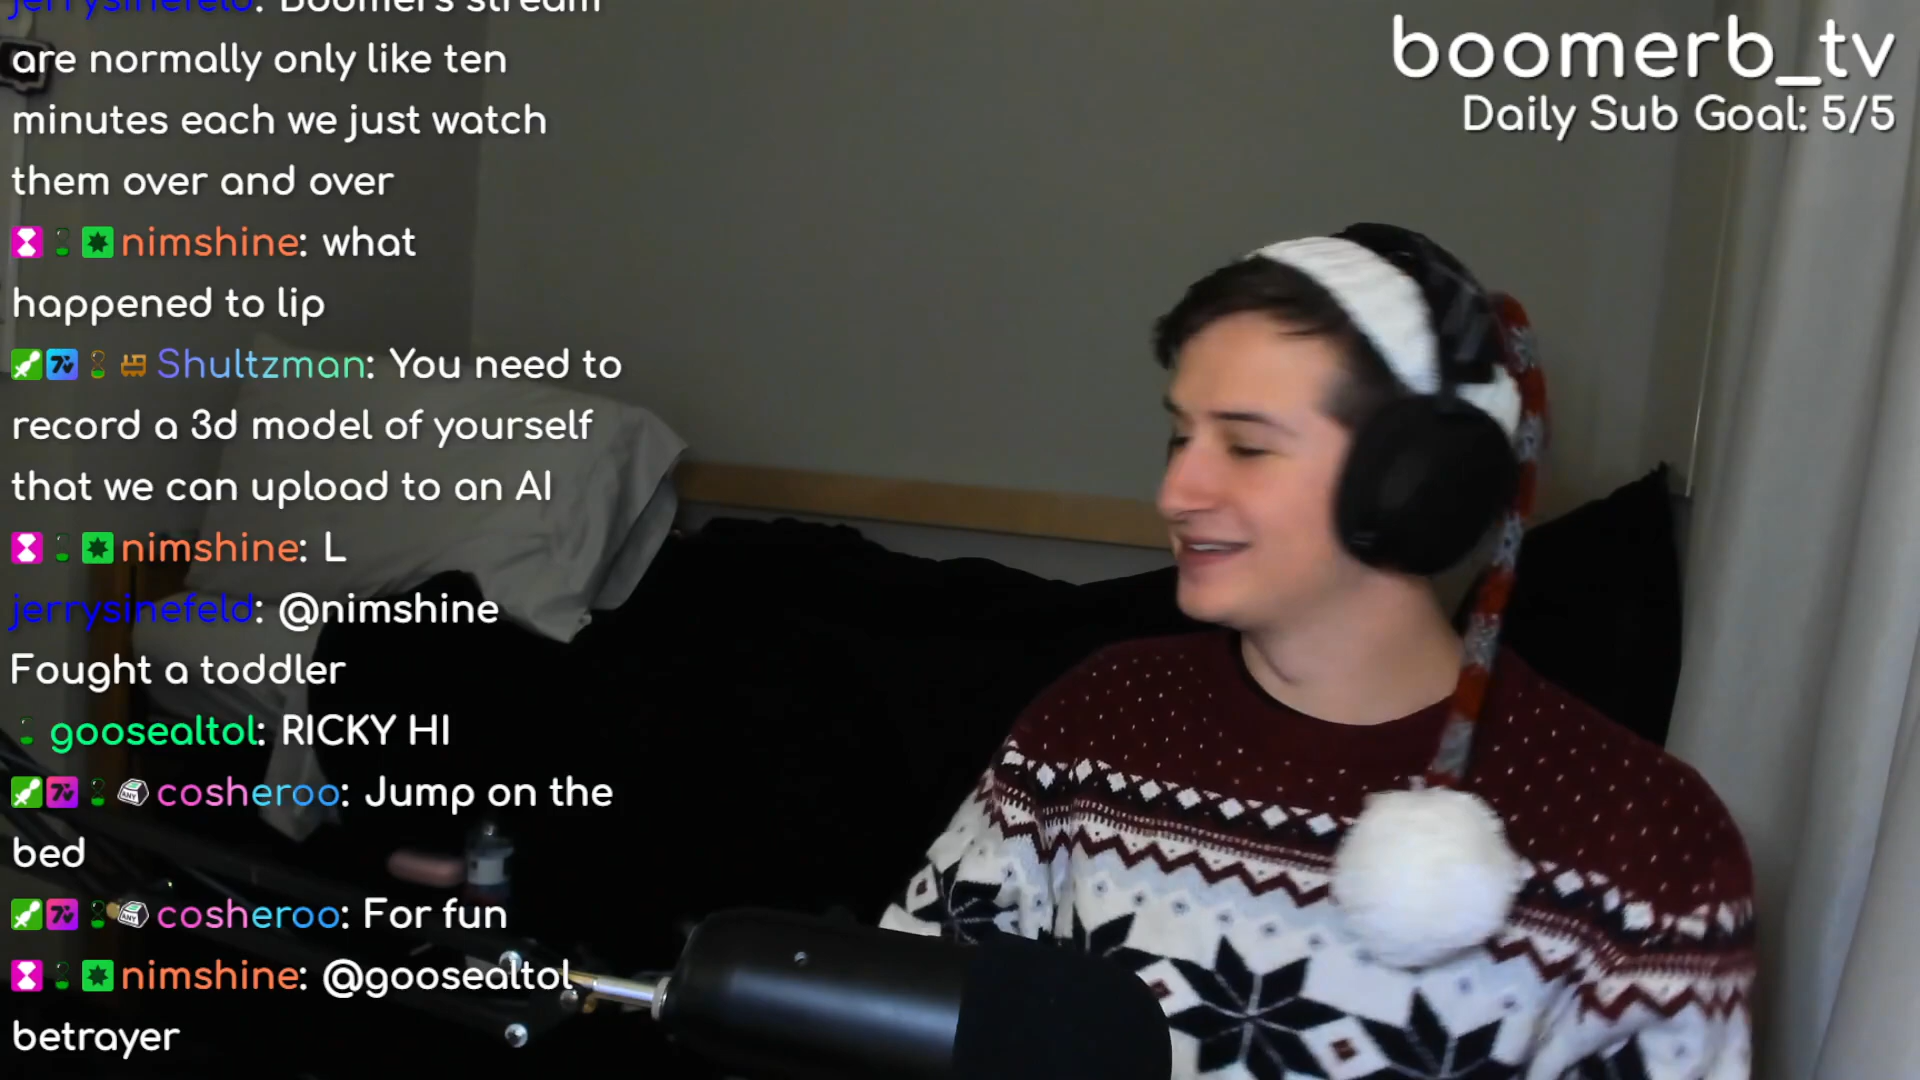 jerrysinefeld: Boomers stream
are normally only like ten
minutes each we just watch
them over and over
nimshine: what
happened to lip
Shultzman: You need to
record a 3d model of yourself
that we can upload to an AI
nimshine: L
jerrysinefeld: @nimshine
Fought a toddler
goosealtol: RICKY HI
cosheroo: Jump on the
bed
cosheroo: For fun
nimshine: @goosealtol
betrayer
boomerb_tv
Daily Sub Goal: 5/5